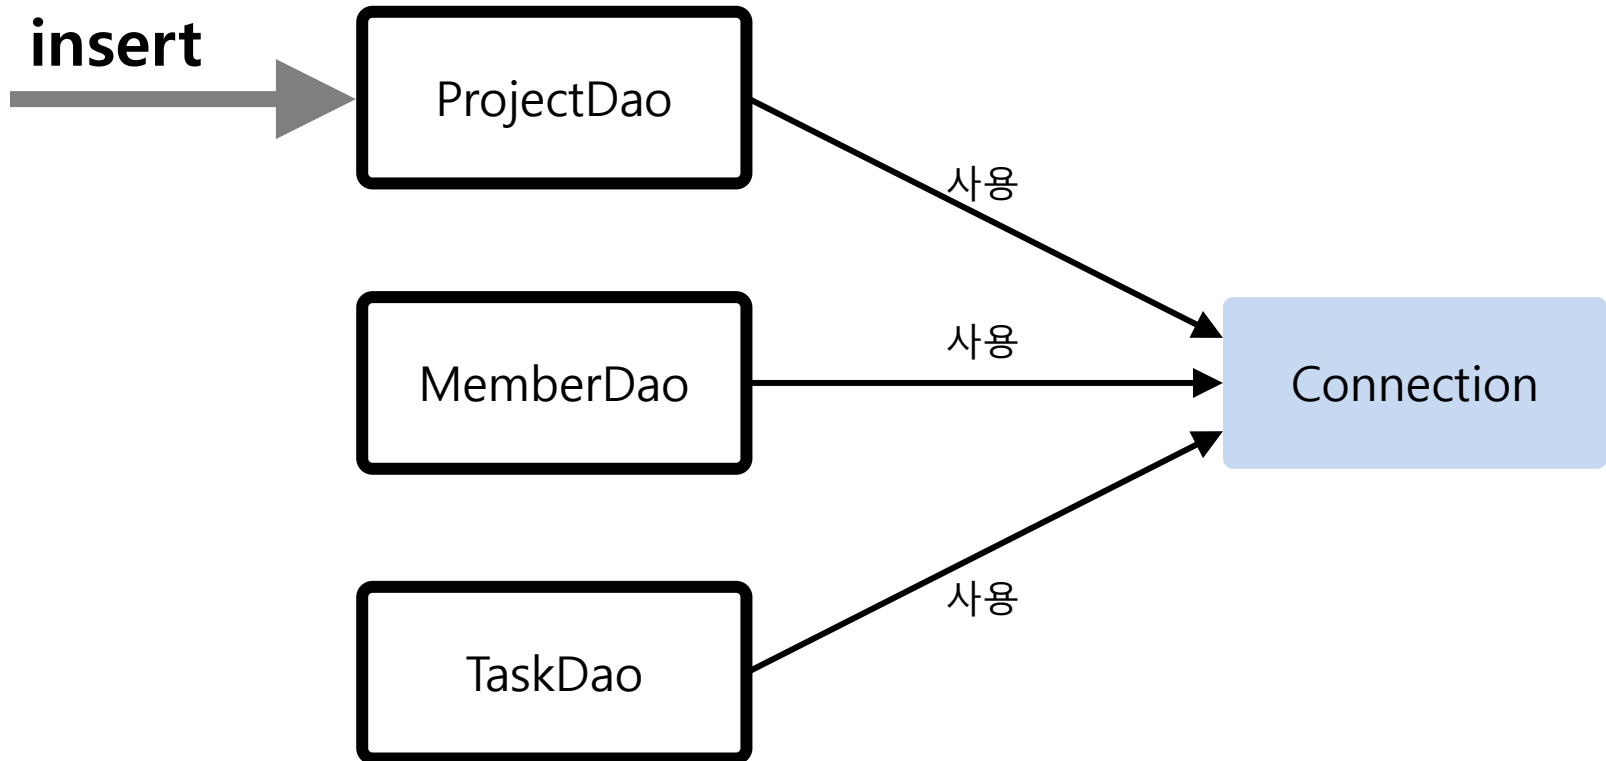 insert
ProjectDao
사용
MemberDao
사용
Connection
TaskDao
사용